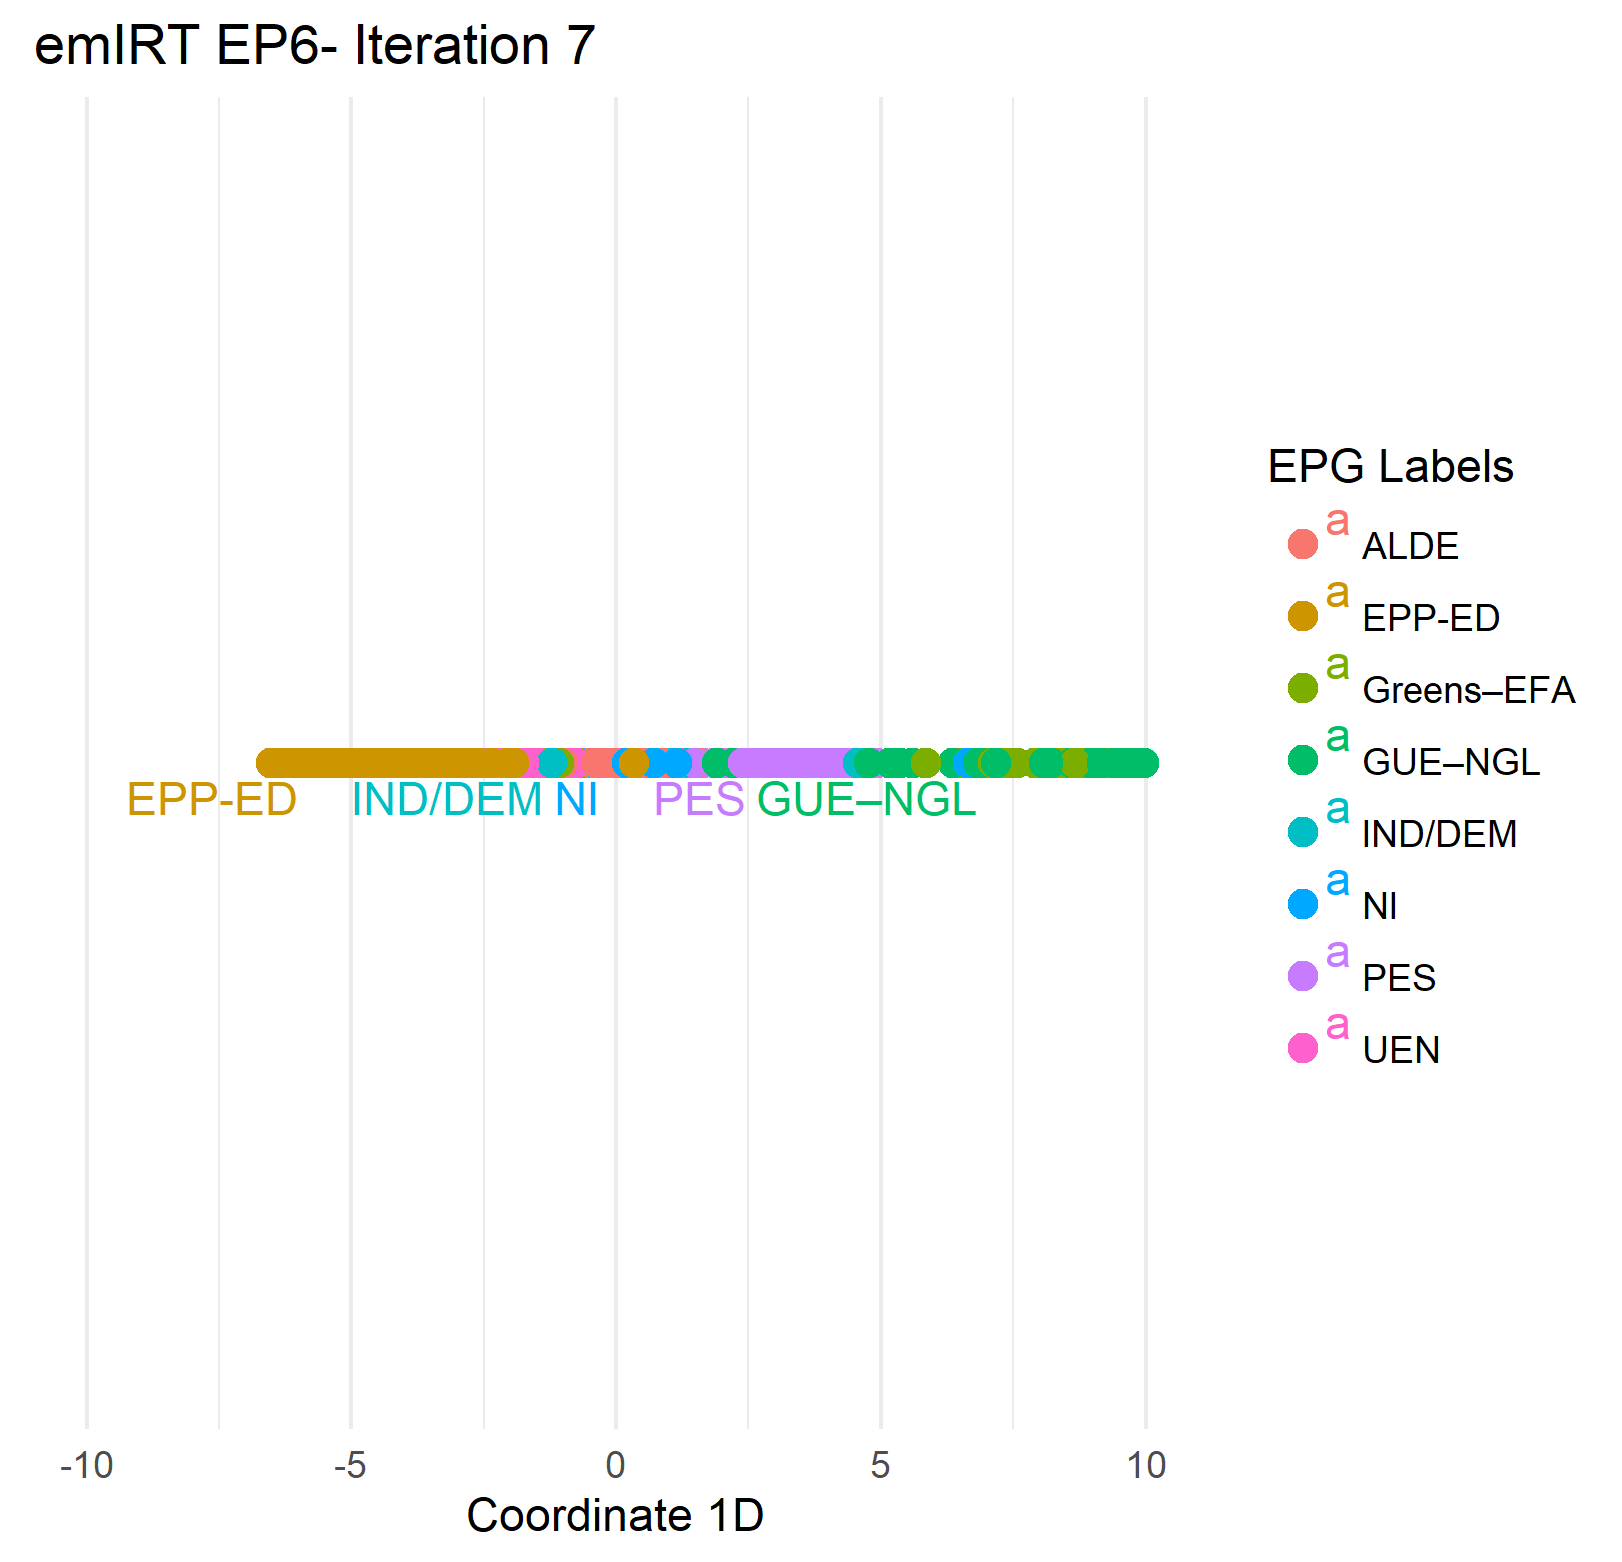 emIRT EP6- Iteration 7
EPG Labels
a ALDE
a EPP-ED
a Greens–EFA
a GUE–NGL
a IND/DEM
a NI
a PES
a UEN
EPP-ED IND/DEM NI PES GUE–NGL
-10 -5 0 5 10
Coordinate 1D